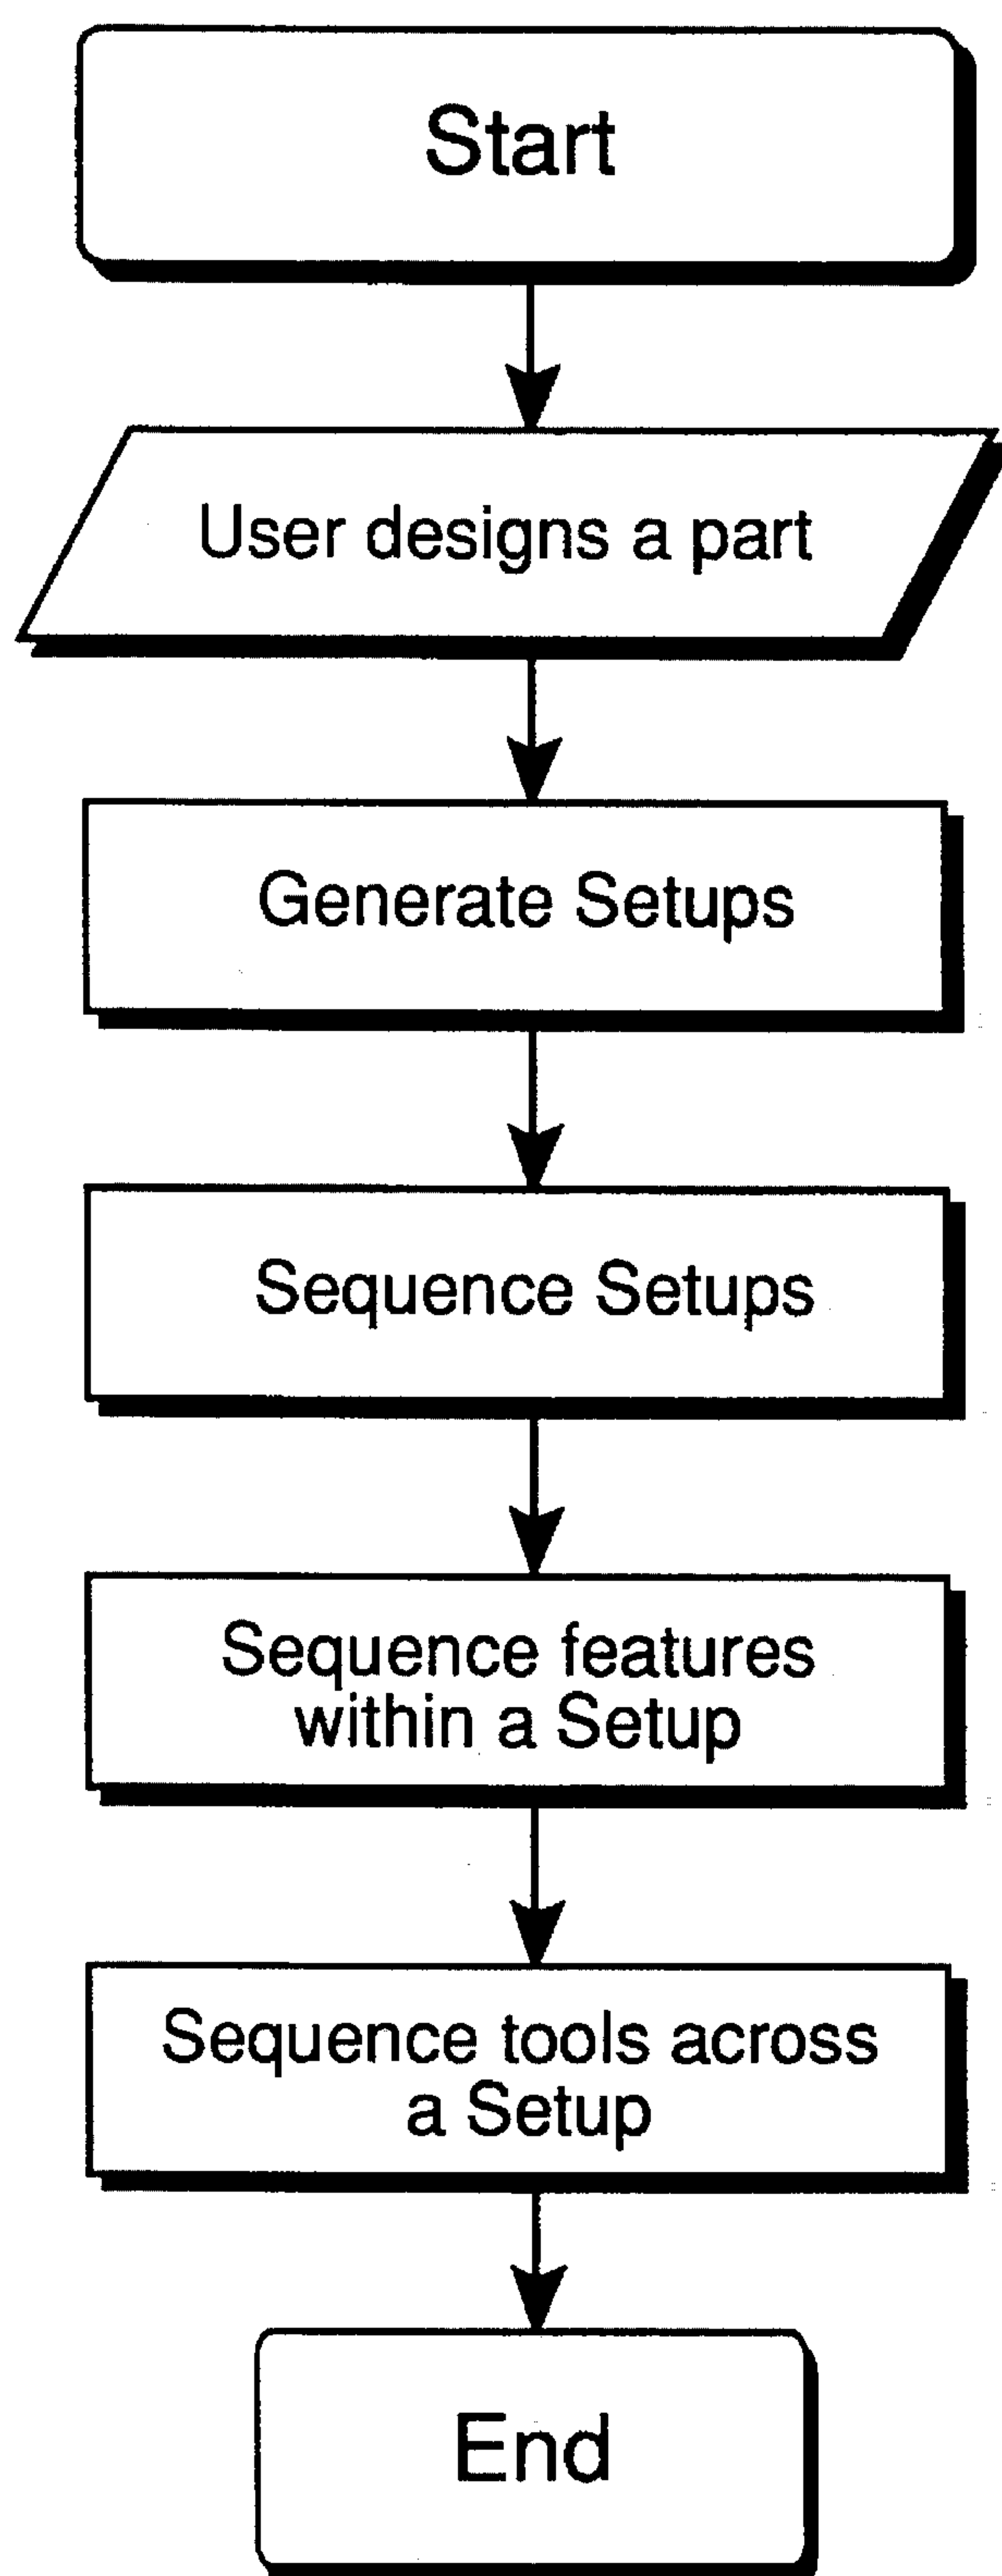 Start
User designs a part
Generate Setups
Sequence Setups
Sequence features
within a Setup
Sequence tools across
a Setup
End